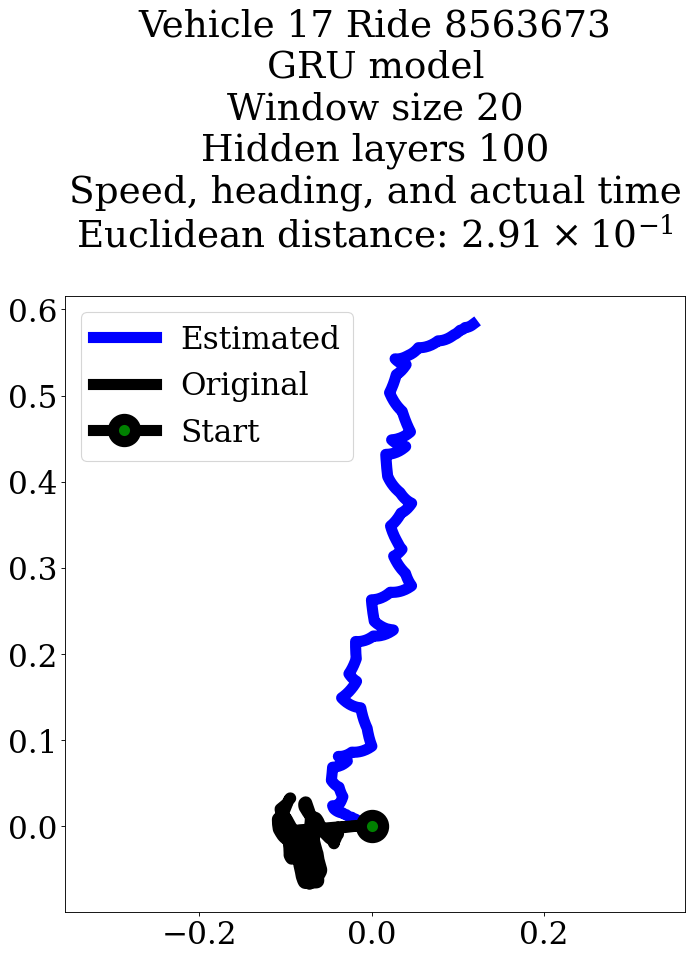 Vehicle 17 Ride 8563673
GRU model
Window size 20
Hidden layers 100
Speed, heading, and actual time
Euclidean distance: 2.91 × 10⁻¹
Estimated
Original
Start
0.6
0.5
0.4
0.3
0.2
0.1
0.0
−0.2
0.0
0.2